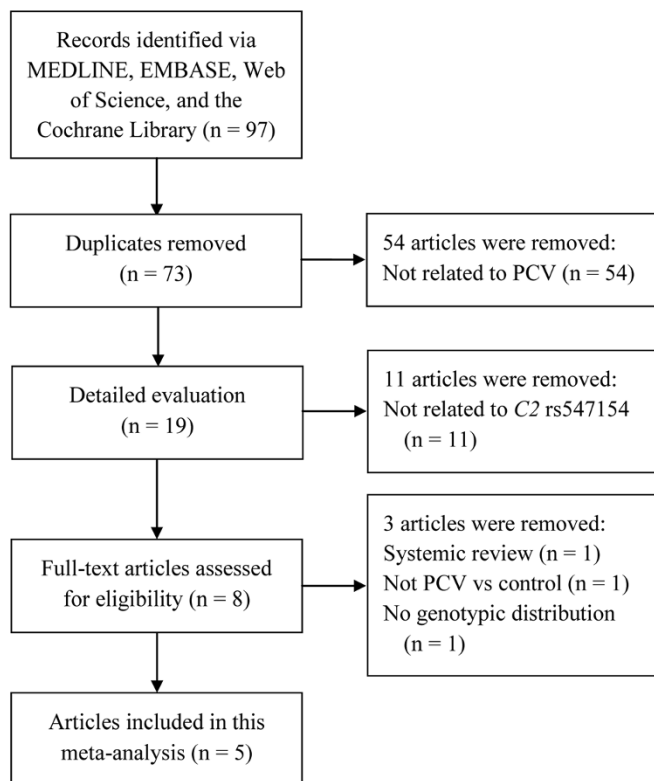 Records identified via
MEDLINE, EMBASE, Web
of Science, and the
Cochrane Library (n = 97)
Duplicates removed
(n = 73)
54 articles were removed:
Not related to PCV (n = 54)
Detailed evaluation
(n = 19)
11 articles were removed:
Not related to C2 rs547154
(n = 11)
Full-text articles assessed
for eligibility (n = 8)
3 articles were removed:
Systemic review (n = 1)
Not PCV vs control (n = 1)
No genotypic distribution
(n = 1)
Articles included in this
meta-analysis (n = 5)